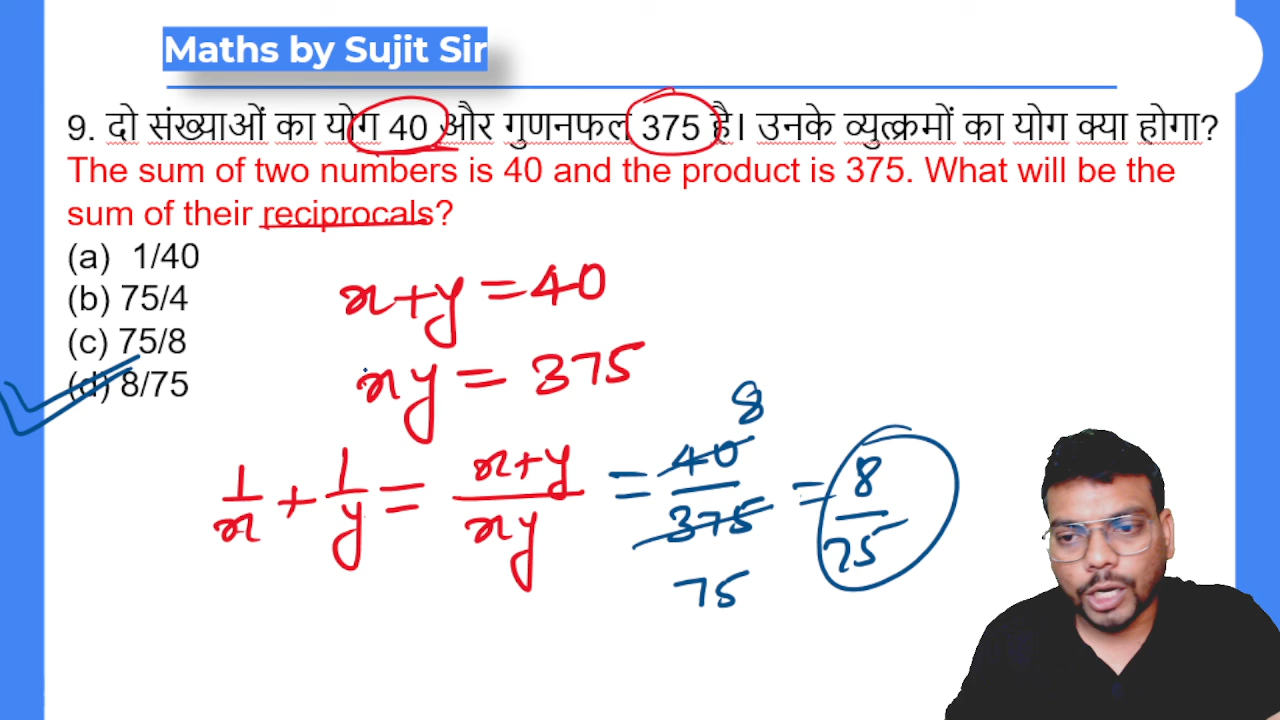 Maths by Sujit Sir
9. दो संख्याओं का योग 40 और गुणनफल 375 है। उनके व्युत्क्रमों का योग क्या होगा?
The sum of two numbers is 40 and the product is 375. What will be the
sum of their reciprocals?
(a) 1/40
(b) 75/4
(c) 75/8
(d) 8/75
x+y=40
xy=375
1/x + 1/y = x+y/xy = 40/375 = 8/75
8
75